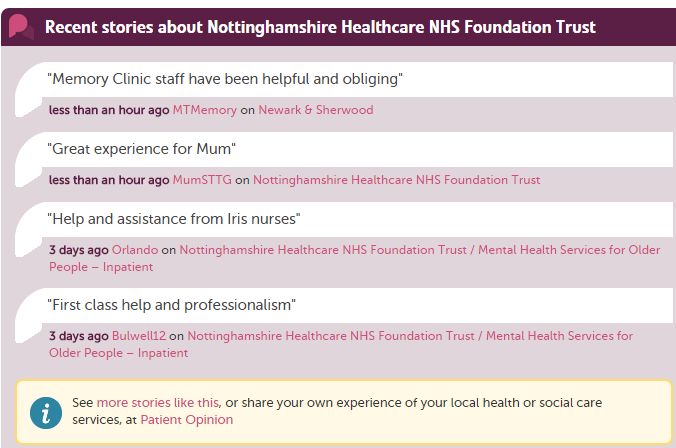 Recent stories about Nottinghamshire Healthcare NHS Foundation Trust
"Memory Clinic staff have been helpful and obliging"
less than an hour ago MTMemory on Newark & Sherwood
"Great experience for Mum"
less than an hour ago MumSTTG on Nottinghamshire Healthcare NHS Foundation Trust
"Help and assistance from Iris nurses"
3 days ago Orlando on Nottinghamshire Healthcare NHS Foundation Trust / Mental Health Services for Older
People – Inpatient
"First class help and professionalism"
3 days ago Bulwell12 on Nottinghamshire Healthcare NHS Foundation Trust / Mental Health Services for
Older People – Inpatient
i
See more stories like this, or share your own experience of your local health or social care
services, at Patient Opinion